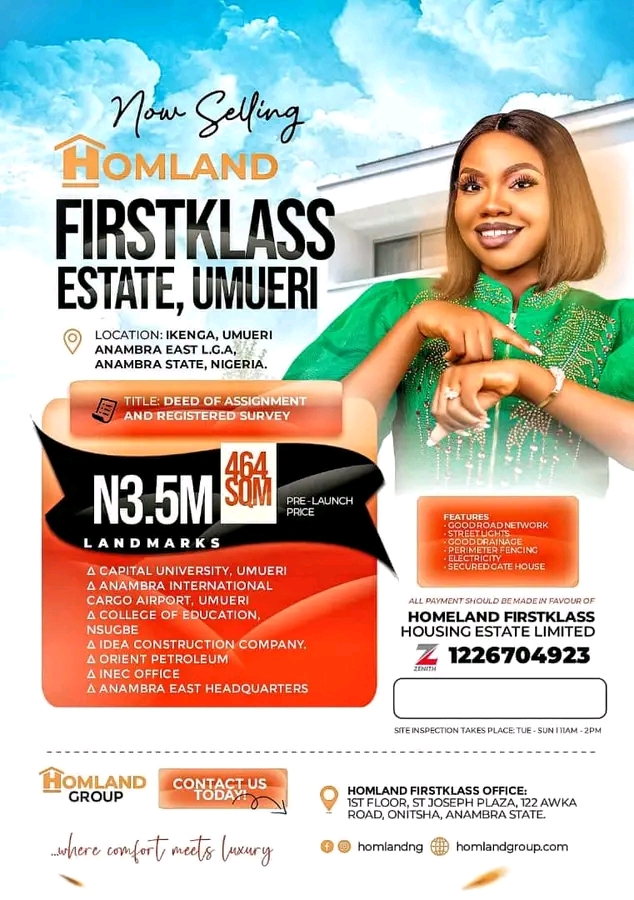 Now Selling
HOMLAND
FIRSTKLASS
ESTATE, UMUERI
LOCATION: IKENGA, UMUERI
ANAMBRA EAST L.G.A,
ANAMBRA STATE, NIGERIA.
TITLE: DEED OF ASSIGNMENT
AND REGISTERED SURVEY
N3.5M
464
SQM
PRE-LAUNCH
PRICE
LANDMARKS
Δ CAPITAL UNIVERSITY, UMUERI
Δ ANAMBRA INTERNATIONAL
CARGO AIRPORT, UMUERI
Δ COLLEGE OF EDUCATION,
NSUGBE
Δ IDEA CONSTRUCTION COMPANY.
Δ ORIENT PETROLEUM
Δ INEC OFFICE
Δ ANAMBRA EAST HEADQUARTERS
FEATURES
• GOOD ROAD NETWORK
• STREET LIGHTS
• GOOD DRAINAGE
• PERIMETER FENCING
• ELECTRICITY
• SECURED GATE HOUSE
ALL PAYMENT SHOULD BE MADE IN FAVOUR OF
HOMELAND FIRSTKLASS
HOUSING ESTATE LIMITED
ZENITH
1226704923
SITE INSPECTION TAKES PLACE; TUE - SUN | 11AM - 2PM
HOMLAND
GROUP
CONTACT US
TODAY!
HOMLAND FIRSTKLASS OFFICE:
1ST FLOOR, ST JOSEPH PLAZA, 122 AWKA
ROAD, ONITSHA, ANAMBRA STATE.
...where comfort meets luxury
homlandng
homlandgroup.com